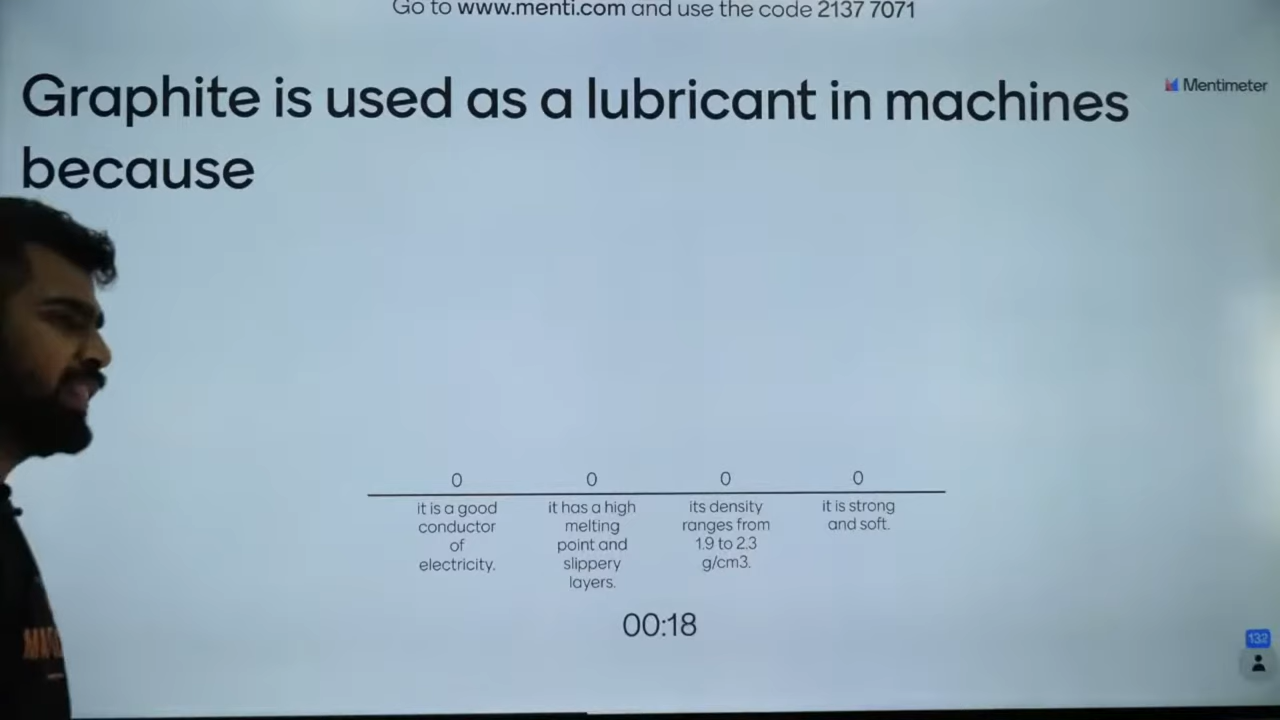 Go to www.menti.com and use the code 2137 7071
Mentimeter
Graphite is used as a lubricant in machines
because
0
0
0
0
it is a good
conductor
of
electricity.
it has a high
melting
point and
slippery
layers.
its density
ranges from
1.9 to 2.3
g/cm3.
it is strong
and soft.
00:18
132